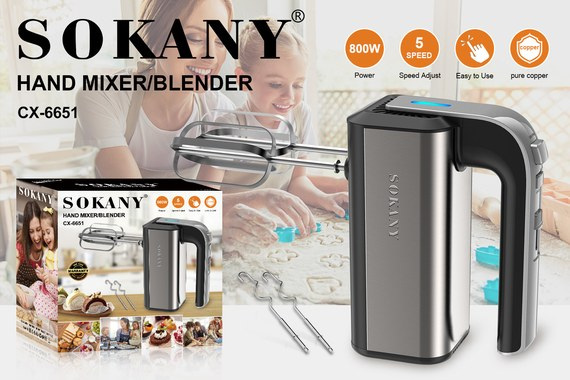 SOKANY®
HAND MIXER/BLENDER
CX-6651
800W
Power
5
SPEED
Speed Adjust
Easy to Use
copper
pure copper
SOKANY
SOKANY
SOKANY
HAND MIXER/BLENDER
CX-6651